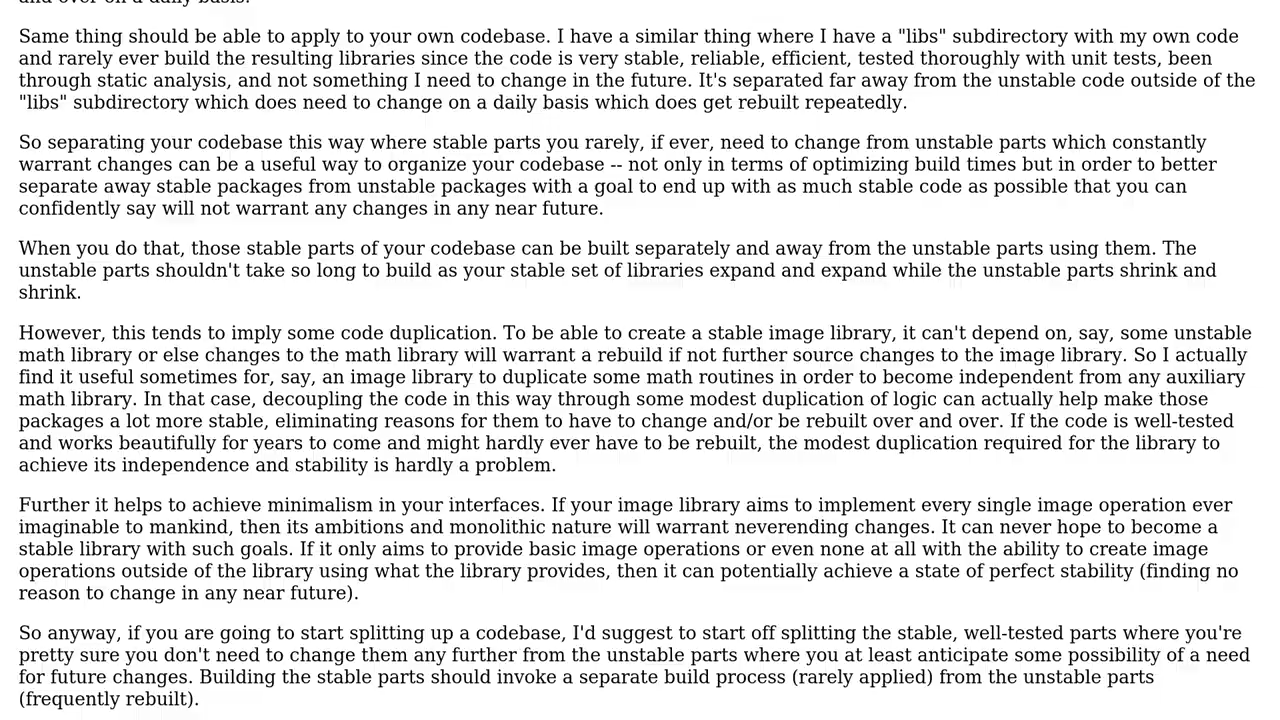 and over on a daily basis.
Same thing should be able to apply to your own codebase. I have a similar thing where I have a "libs" subdirectory with my own code
and rarely ever build the resulting libraries since the code is very stable, reliable, efficient, tested thoroughly with unit tests, been
through static analysis, and not something I need to change in the future. It's separated far away from the unstable code outside of the
"libs" subdirectory which does need to change on a daily basis which does get rebuilt repeatedly.
So separating your codebase this way where stable parts you rarely, if ever, need to change from unstable parts which constantly
warrant changes can be a useful way to organize your codebase -- not only in terms of optimizing build times but in order to better
separate away stable packages from unstable packages with a goal to end up with as much stable code as possible that you can
confidently say will not warrant any changes in any near future.
When you do that, those stable parts of your codebase can be built separately and away from the unstable parts using them. The
unstable parts shouldn't take so long to build as your stable set of libraries expand and expand while the unstable parts shrink and
shrink.
However, this tends to imply some code duplication. To be able to create a stable image library, it can't depend on, say, some unstable
math library or else changes to the math library will warrant a rebuild if not further source changes to the image library. So I actually
find it useful sometimes for, say, an image library to duplicate some math routines in order to become independent from any auxiliary
math library. In that case, decoupling the code in this way through some modest duplication of logic can actually help make those
packages a lot more stable, eliminating reasons for them to have to change and/or be rebuilt over and over. If the code is well-tested
and works beautifully for years to come and might hardly ever have to be rebuilt, the modest duplication required for the library to
achieve its independence and stability is hardly a problem.
Further it helps to achieve minimalism in your interfaces. If your image library aims to implement every single image operation ever
imaginable to mankind, then its ambitions and monolithic nature will warrant neverending changes. It can never hope to become a
stable library with such goals. If it only aims to provide basic image operations or even none at all with the ability to create image
operations outside of the library using what the library provides, then it can potentially achieve a state of perfect stability (finding no
reason to change in any near future).
So anyway, if you are going to start splitting up a codebase, I'd suggest to start off splitting the stable, well-tested parts where you're
pretty sure you don't need to change them any further from the unstable parts where you at least anticipate some possibility of a need
for future changes. Building the stable parts should invoke a separate build process (rarely applied) from the unstable parts
(frequently rebuilt).